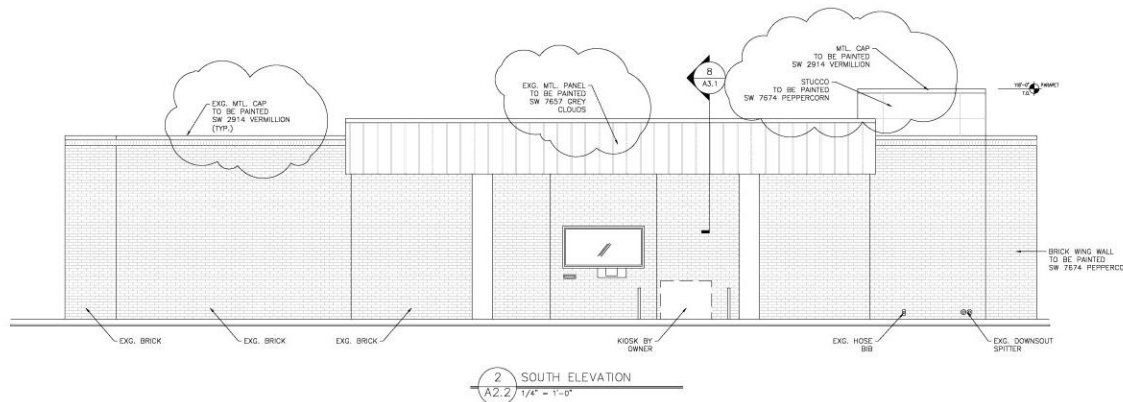 MTL. CAP
TO BE PAINTED
SW 2914 VERMILLION
STUCCO
TO BE PAINTED
SW 7674 PEPPERCORN
8
A3.1
EXG. MTL. PANEL
TO BE PAINTED
SW 7657 GREY
CLOUDS
EXG. MTL. CAP
TO BE PAINTED
SW 2914 VERMILLION
(TYP.)
PARAPET
T.O.
BRICK WING WALL
TO BE PAINTED
SW 7674 PEPPERCO
EXG. BRICK
EXG. BRICK
EXG. BRICK
KIOSK BY
OWNER
EXG. HOSE
BIB
EXG. DOWNSOUT
SPITTER
2
A2.2
SOUTH ELEVATION
1/4" = 1'-0"